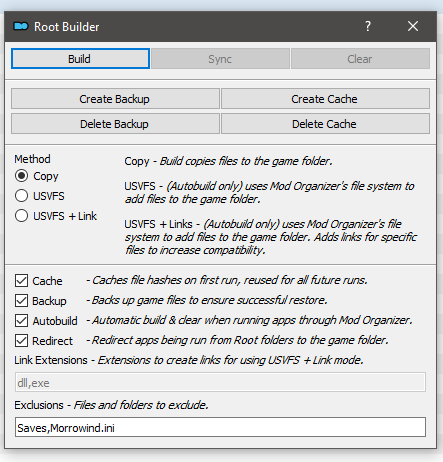 Root Builder
Build Sync Clear
Create Backup Create Cache
Delete Backup Delete Cache
Method
Copy
USVFS
USVFS + Link
Copy - Build copies files to the game folder.
USVFS - (Autobuild only) uses Mod Organizer's file system to
add files to the game folder.
USVFS + Links - (Autobuild only) uses Mod Organizer's file
system to add files to the game folder. Adds links for specific
files to increase compatibility.
Cache - Caches file hashes on first run, reused for all future runs.
Backup - Backs up game files to ensure successful restore.
Autobuild - Automatic build & clear when running apps through Mod Organizer.
Redirect - Redirect apps being run from Root folders to the game folder.
Link Extensions - Extensions to create links for using USVFS + Link mode.
dll,exe
Exclusions - Files and folders to exclude.
Saves,Morrowind.ini